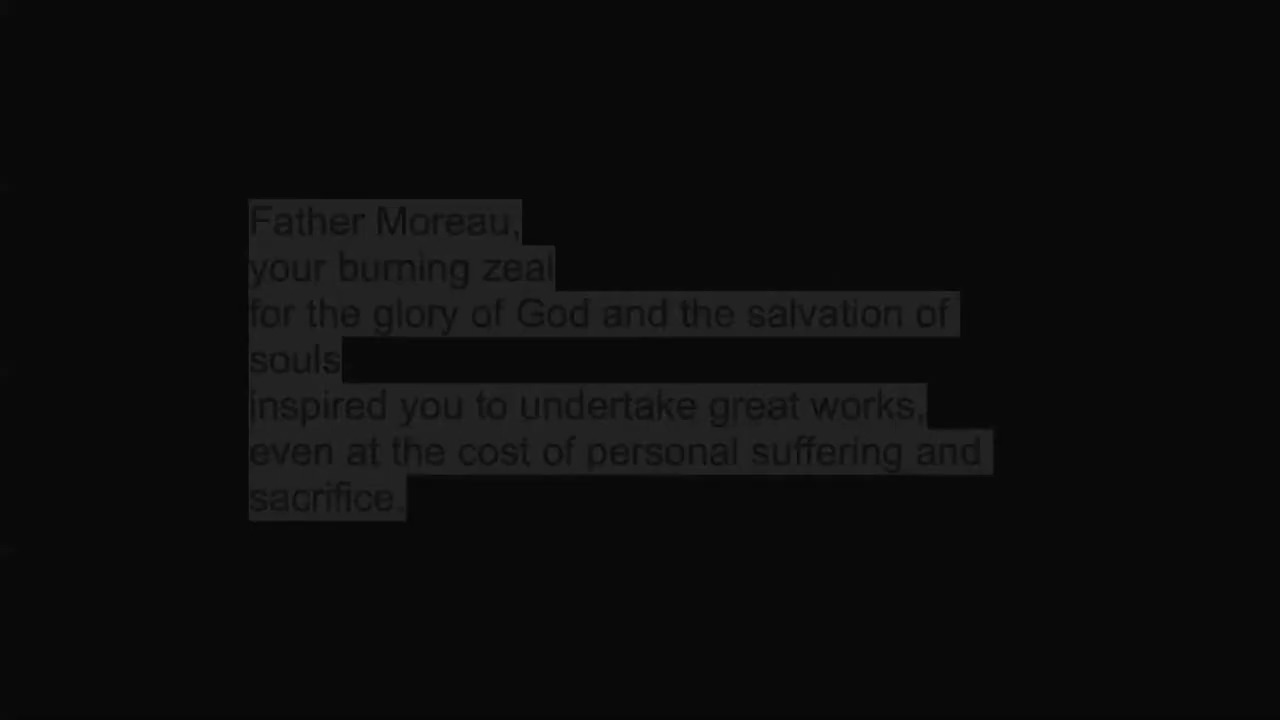 Father Moreau,
your burning zeal
for the glory of God and the salvation of
souls
inspired you to undertake great works,
even at the cost of personal suffering and
sacrifice.